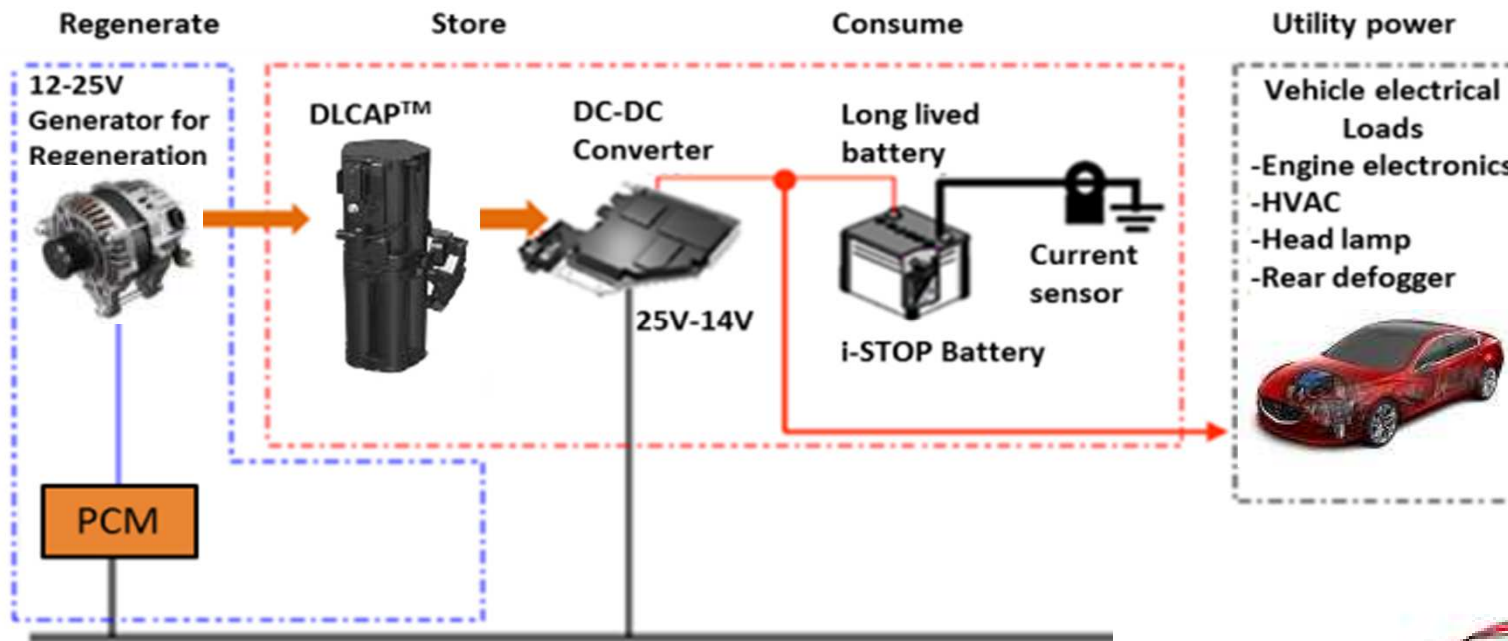 Regenerate
Store
Consume
Utility power
12-25V
Generator for
Regeneration
DLCAP™
DC-DC
Converter
25V-14V
Long lived
battery
i-STOP Battery
Current
sensor
Vehicle electrical
Loads
-Engine electronics
-HVAC
-Head lamp
-Rear defogger
PCM